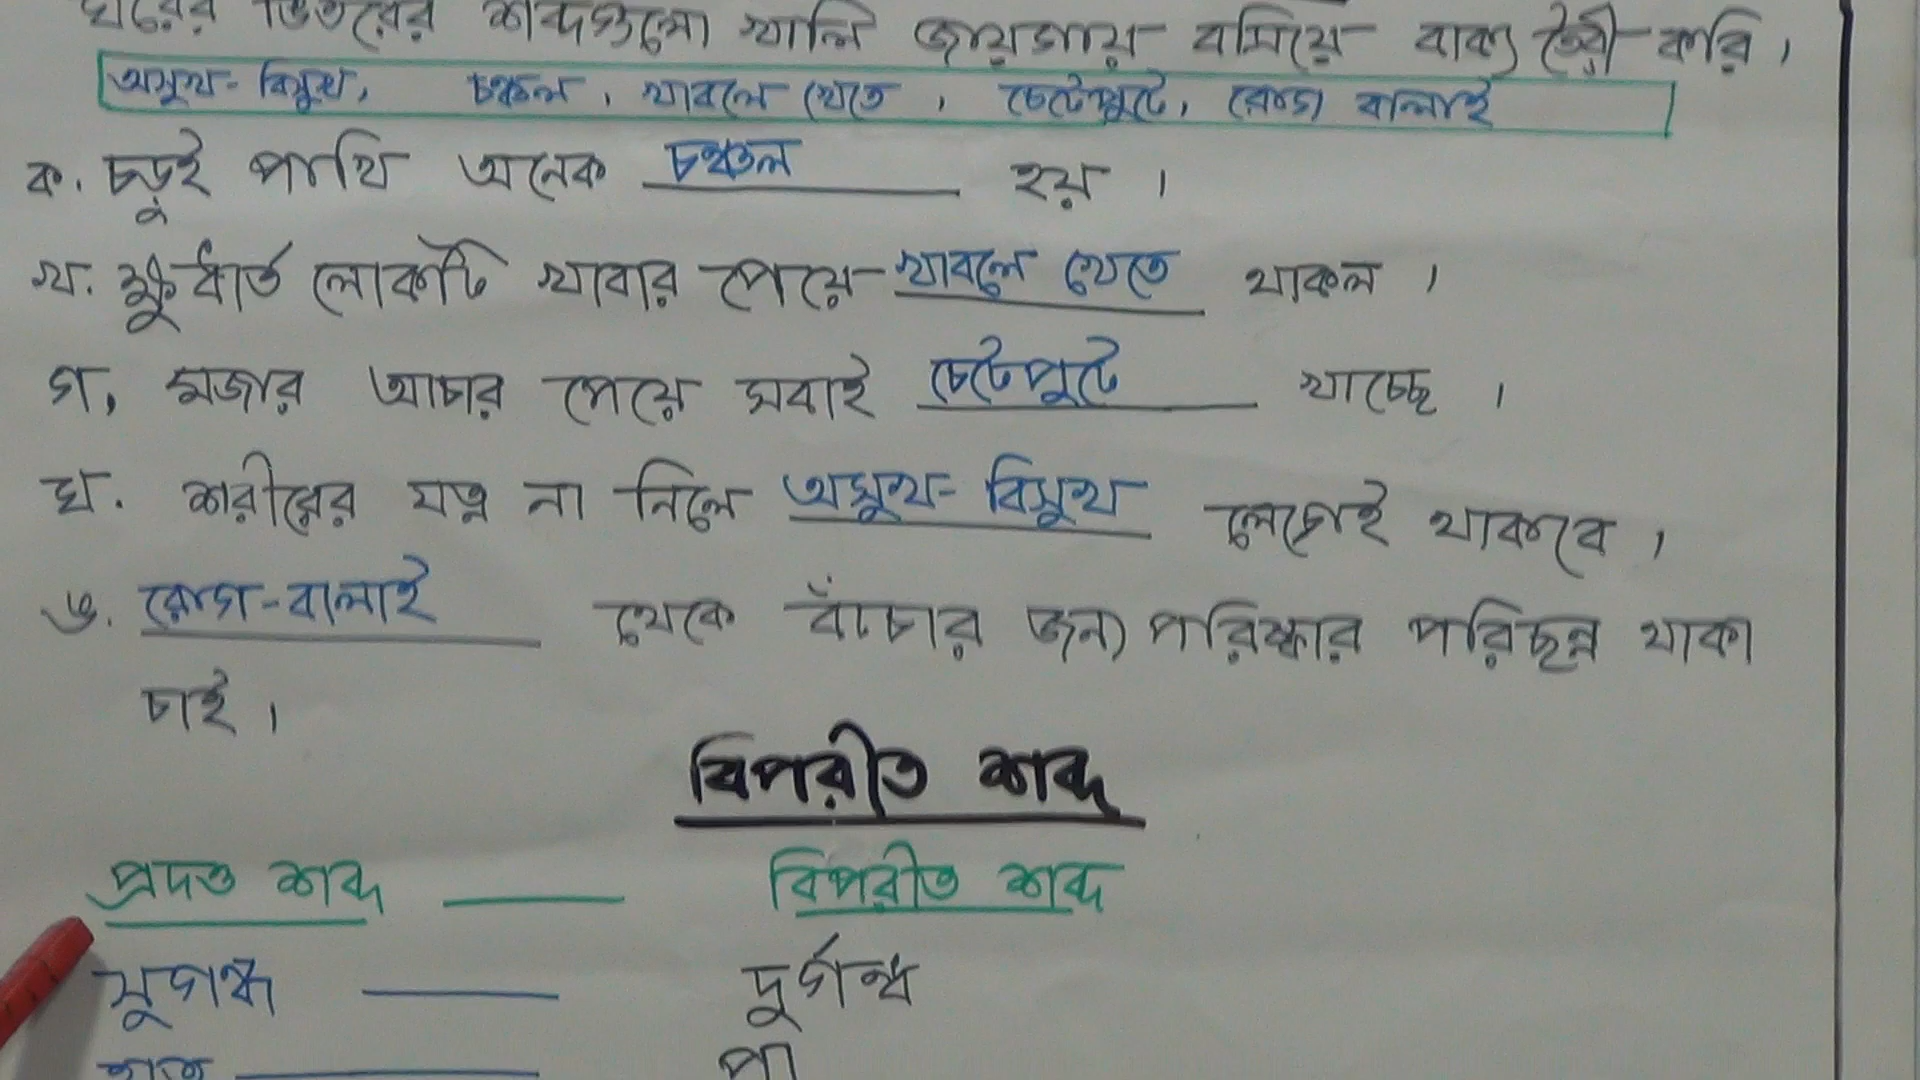 ঘরের ভিতরের শব্দগুলো খালি জায়গায় বসিয়ে বাক্য তৈরী করি।
অসুখ-বিসুখ, চঞ্চল, খাবলে খেতে, চেটেপুটে, রোগ বালাই
ক. চড়ুই পাখি অনেক চঞ্চল হয়।
খ. ক্ষুর্ধাত লোকটি খাবার পেয়ে খাবলে খেতে থাকল।
গ. মজার আচার পেয়ে সবাই চেটেপুটে খাচ্ছে।
ঘ. শরীরের যত্ন না নিলে অসুখ-বিসুখ লেগেই থাকবে।
ঙ. রোগ-বালাই থেকে বাঁচার জন্য পরিষ্কার পরিছন্ন থাকা
চাই।
বিপরীত শব্দ
প্রদত্ত শব্দ — বিপরীত শব্দ
সুগন্ধ — দুর্গন্ধ
হাত — পা